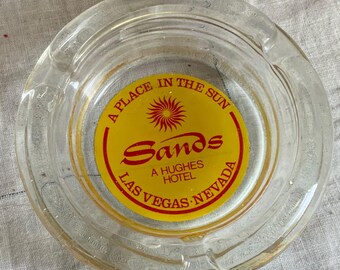 A PLACE IN THE SUN
Sands
A HUGHES
HOTEL
LAS VEGAS · NEVADA